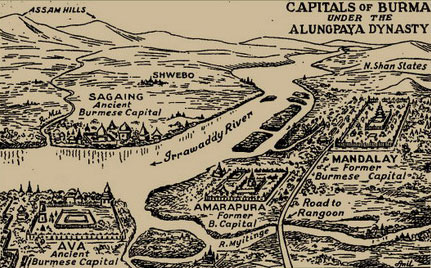 ASSAM HILLS
CAPITALS OF BURMA
UNDER THE
ALUNGPAYA DYNASTY
SHWEBO
N. Shan States
SAGAING
Ancient
Burmese Capital
Irrawaddy River
MANDALAY
Former
Burmese Capital
AMARAPURA
Former
B. Capital
Road to
Rangoon
R. Myitnge
AVA
Ancient
Burmese Capital